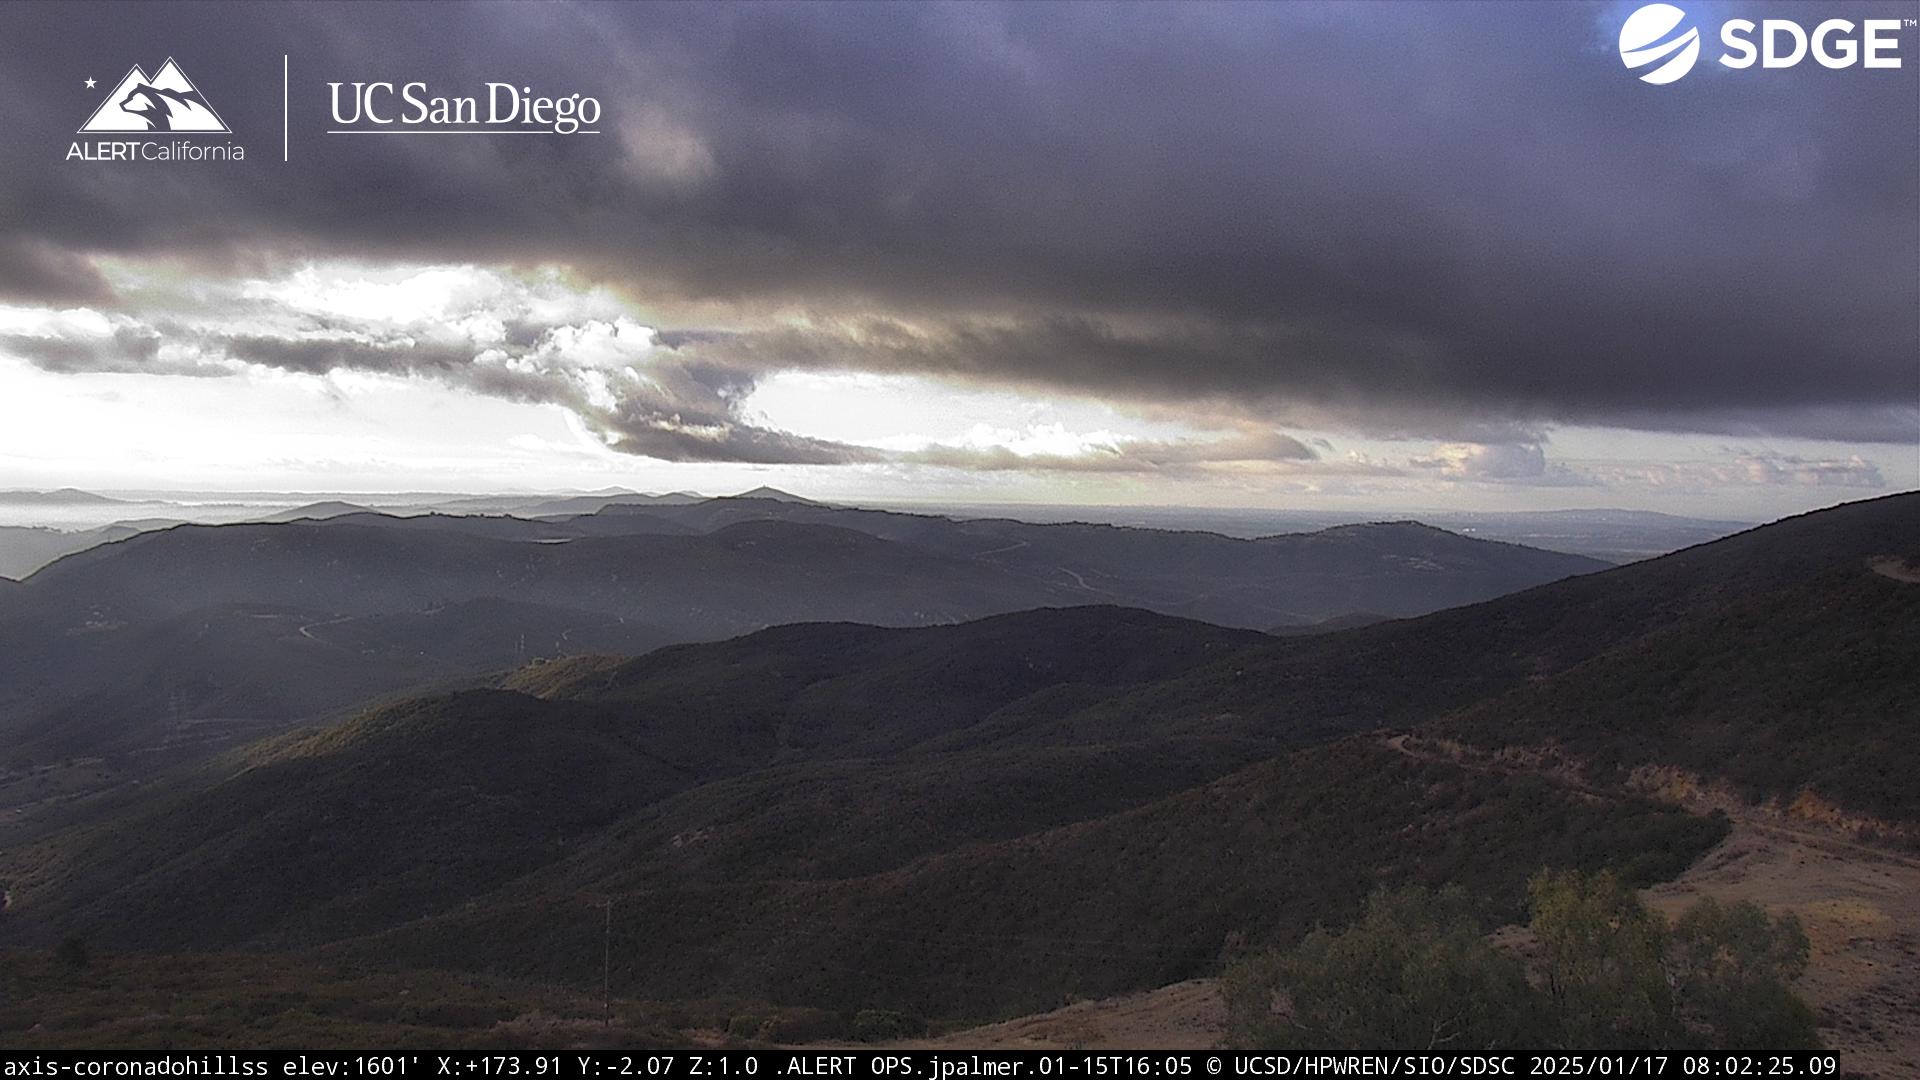 ALERTCalifornia
UC San Diego
SDGE™
axis-coronadohillss elev:1601' X:+173.91 Y:-2.07 Z:1.0 .ALERT OPS.jpalmer.01-15T16:05 © UCSD/HPWREN/SIO/SDSC 2025/01/17 08:02:25.09